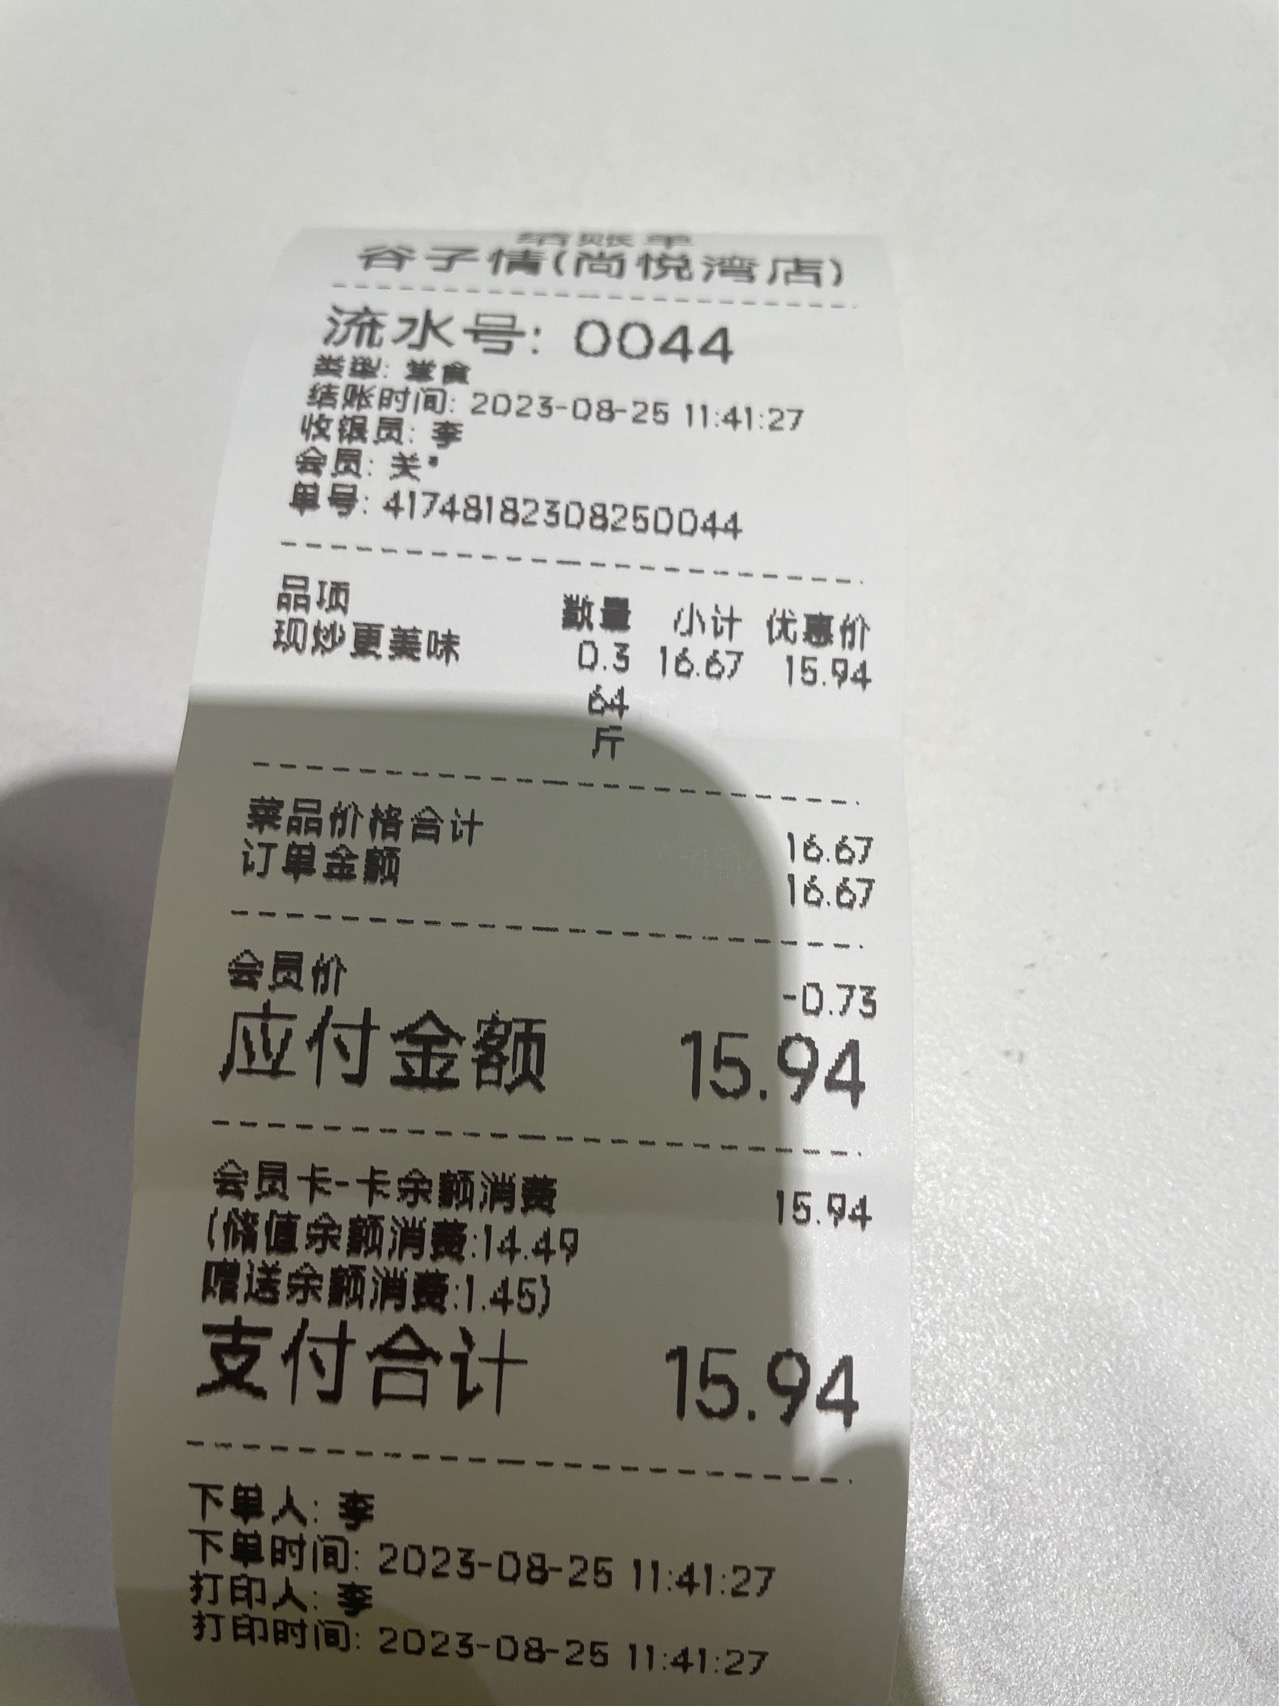 结账单
谷子情(尚悦湾店)
流水号: 0044
类型: 堂食
结账时间: 2023-08-25 11:41:27
收银员: 李
会员: 关*
单号: 41748182308250044
品项 数量 小计 优惠价
现炒更美味 0.3 16.67 15.94
64
斤
菜品价格合计 16.67
订单金额 16.67
会员价 -0.73
应付金额 15.94
会员卡-卡余额消费 15.94
(储值余额消费:14.49
赠送余额消费:1.45)
支付合计 15.94
下单人: 李
下单时间: 2023-08-25 11:41:27
打印人: 李
打印时间: 2023-08-25 11:41:27